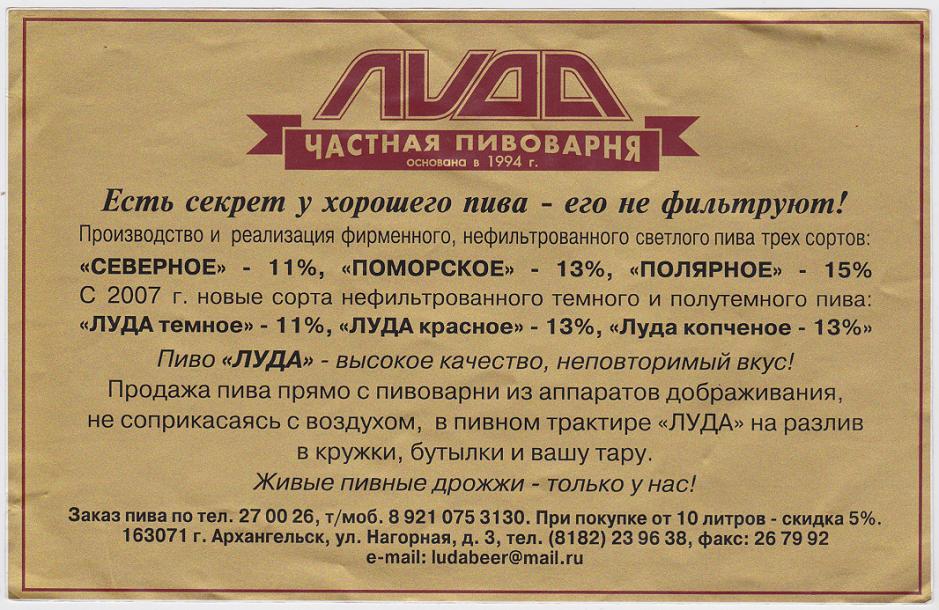 ЛУДА
ЧАСТНАЯ ПИВОВАРНЯ
основана в 1994 г.
Есть секрет у хорошего пива - его не фильтруют!
Производство и реализация фирменного, нефильтрованного светлого пива трех сортов:
«СЕВЕРНОЕ» - 11%, «ПОМОРСКОЕ» - 13%, «ПОЛЯРНОЕ» - 15%
С 2007 г. новые сорта нефильтрованного темного и полутемного пива:
«ЛУДА темное» - 11%, «ЛУДА красное» - 13%, «Луда копченое - 13%»
Пиво «ЛУДА» - высокое качество, неповторимый вкус!
Продажа пива прямо с пивоварни из аппаратов дображивания,
не соприкасаясь с воздухом, в пивном трактире «ЛУДА» на разлив
в кружки, бутылки и вашу тару.
Живые пивные дрожжи - только у нас!
Заказ пива по тел. 27 00 26, т/моб. 8 921 075 3130. При покупке от 10 литров - скидка 5%.
163071 г. Архангельск, ул. Нагорная, д. 3, тел. (8182) 23 96 38, факс: 26 79 92
e-mail: ludabeer@mail.ru